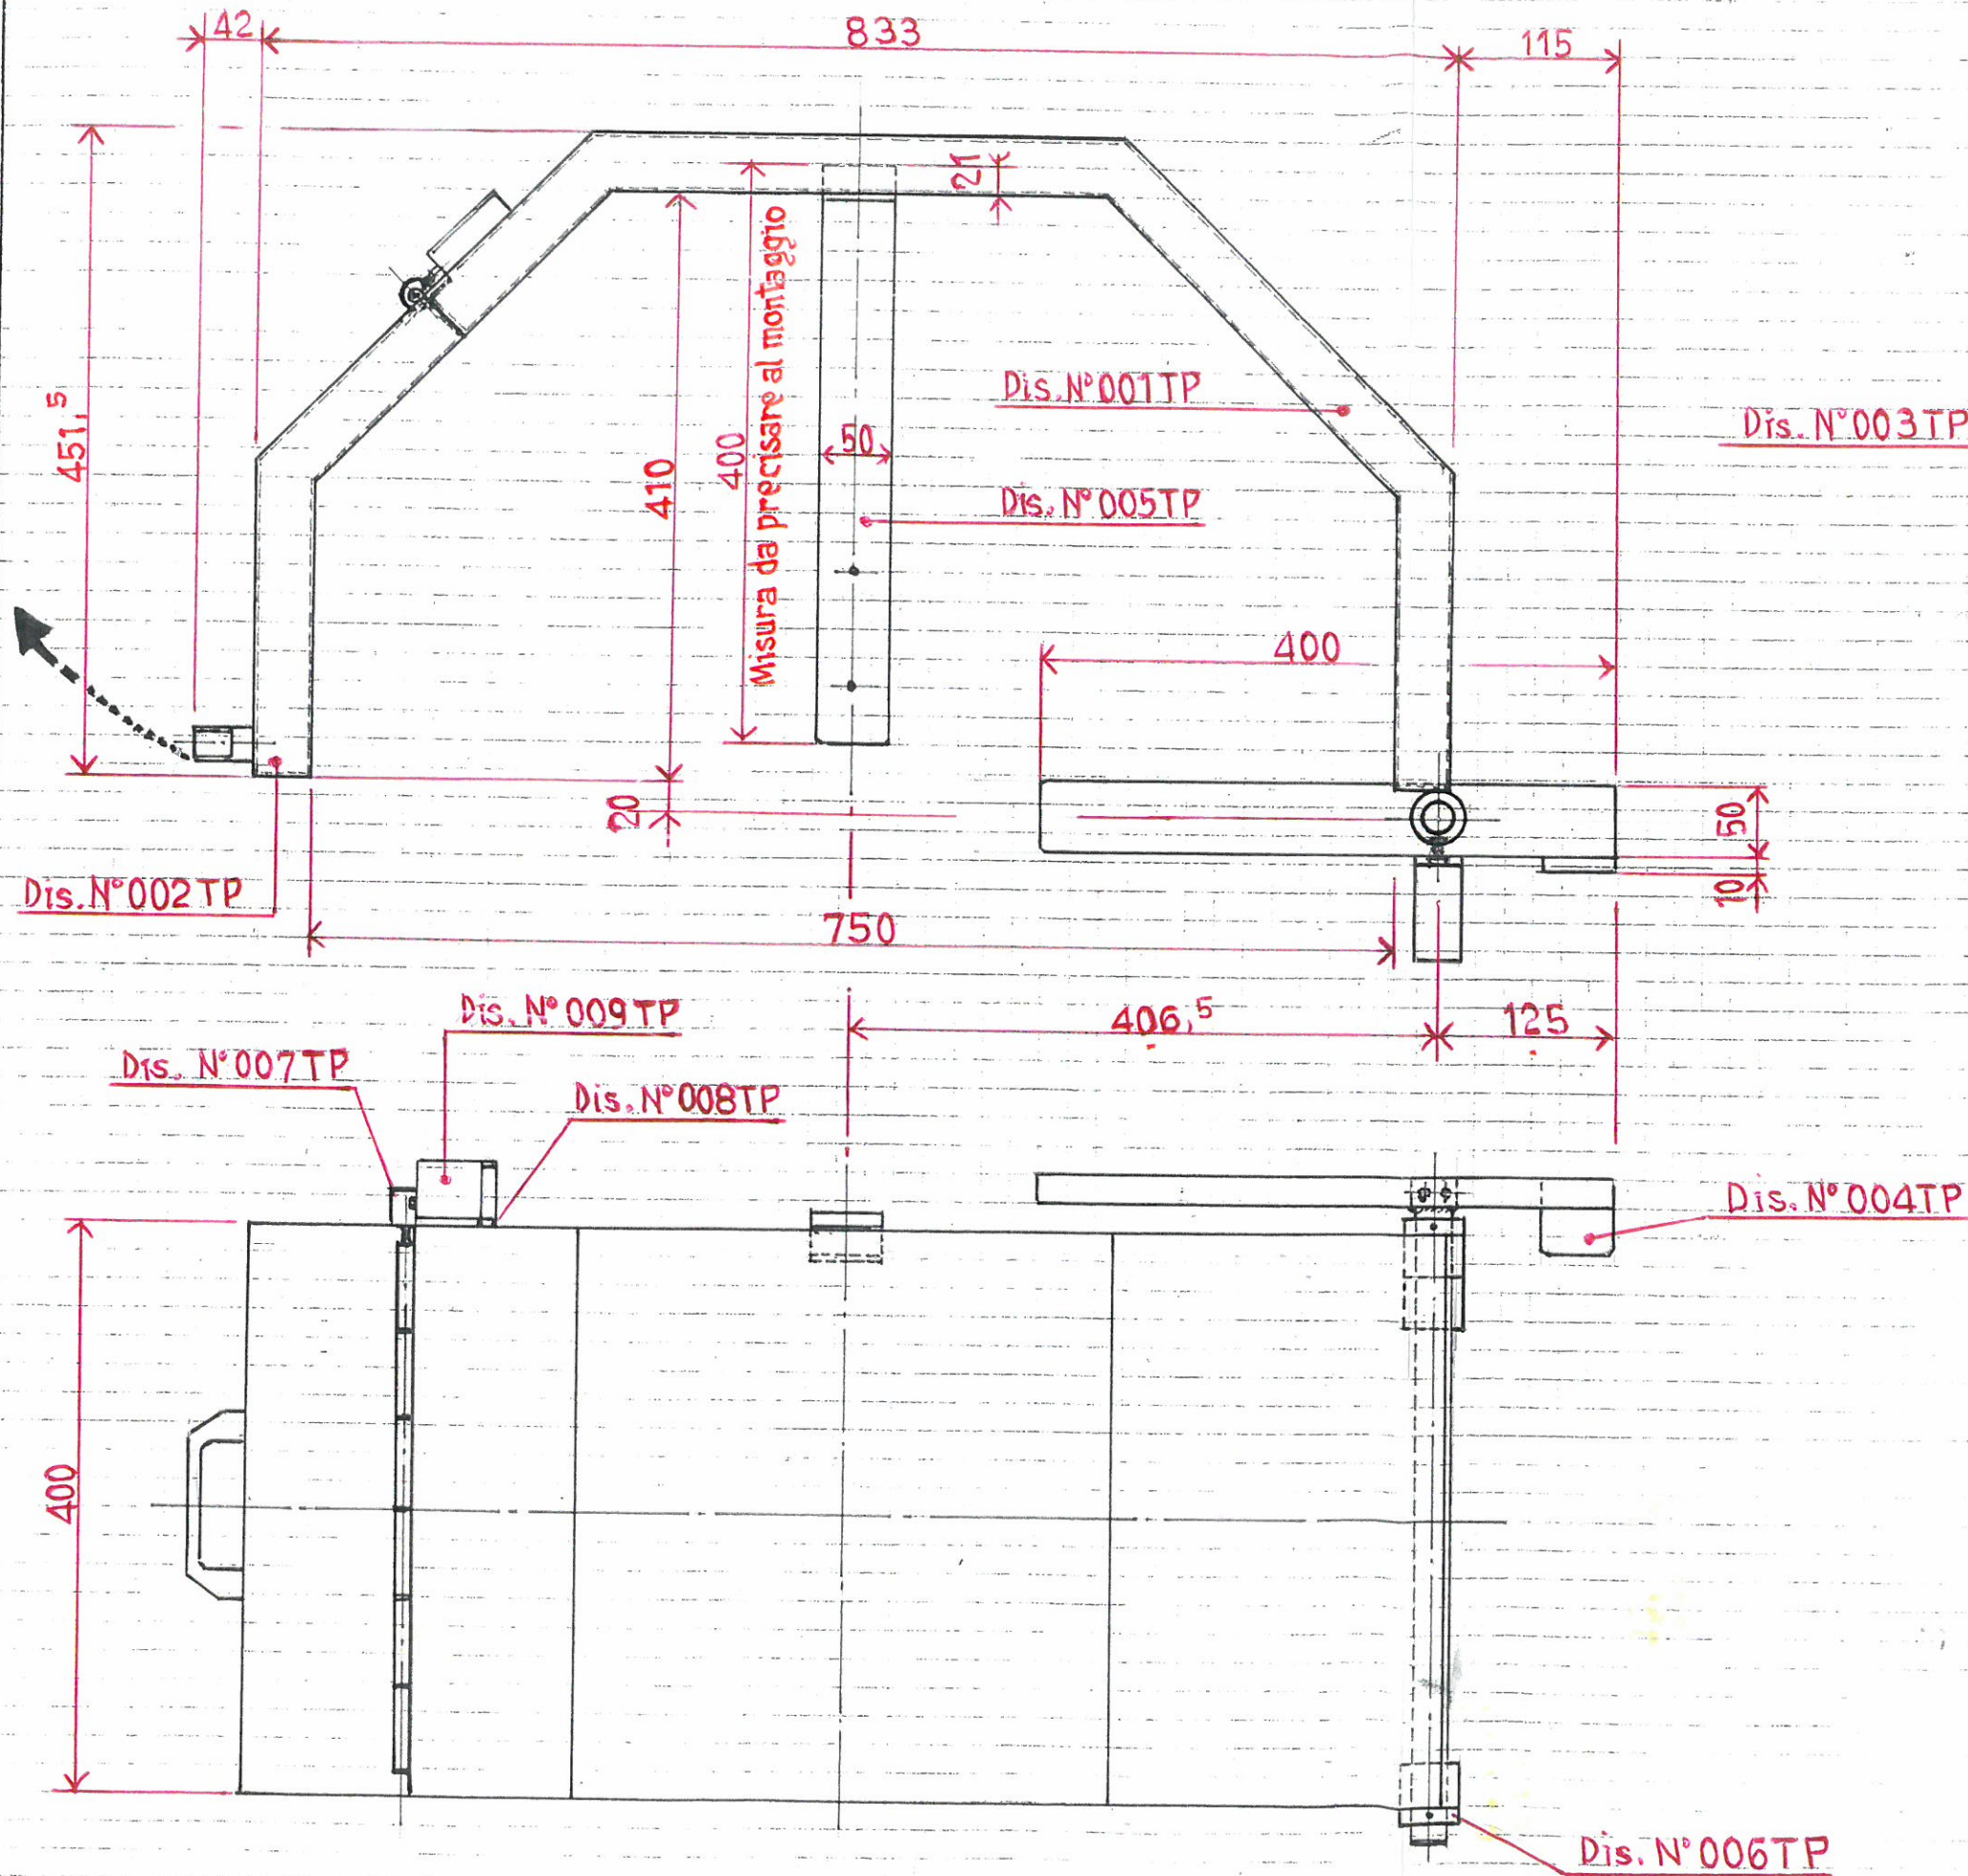 42
833
115
21
451,5
410
400
Misura da precisare al montaggio
50
Dis. N° 001TP
Dis. N° 003TP
Dis. N° 005TP
400
20
50
10
Dis. N° 002TP
750
406,5
125
Dis. N° 009TP
Dis. N° 007TP
Dis. N° 008TP
Dis. N° 004TP
400
Dis. N° 006TP